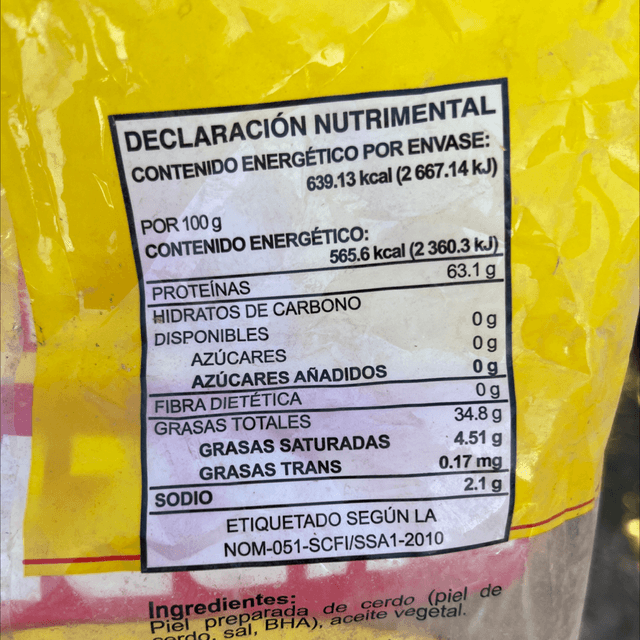 DECLARACIÓN NUTRIMENTAL
CONTENIDO ENERGÉTICO POR ENVASE:
639.13 kcal (2 667.14 kJ)
POR 100 g
CONTENIDO ENERGÉTICO:
565.6 kcal (2 360.3 kJ)
PROTEÍNAS 63.1 g
HIDRATOS DE CARBONO
DISPONIBLES 0 g
AZÚCARES 0 g
AZÚCARES AÑADIDOS 0 g
FIBRA DIETÉTICA 0 g
GRASAS TOTALES 34.8 g
GRASAS SATURADAS 4.51 g
GRASAS TRANS 0.17 mg
SODIO 2.1 g
ETIQUETADO SEGÚN LA
NOM-051-SCFI/SSA1-2010
Ingredientes:
Piel preparada de cerdo (piel de
cerdo, sal, BHA), aceite vegetal.